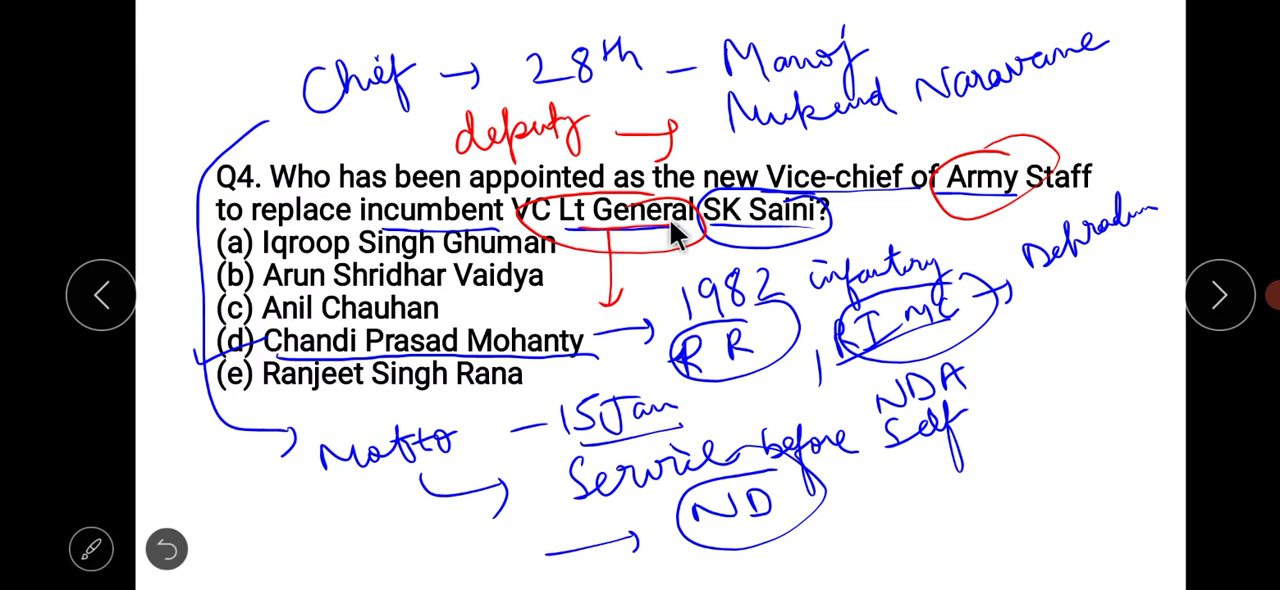 Chief → 28th - Manoj
Mukund Naravane
deputy →
Q4. Who has been appointed as the new Vice-chief of Army Staff
to replace incumbent VC Lt General SK Saini?
(a) Iqroop Singh Ghuman
(b) Arun Shridhar Vaidya
(c) Anil Chauhan
(d) Chandi Prasad Mohanty
(e) Ranjeet Singh Rana
→ 1982 infantory
RR
RIMC → Dehradun
NDA
→ Motto - 15 Jan
→ Service before Self
→ ND